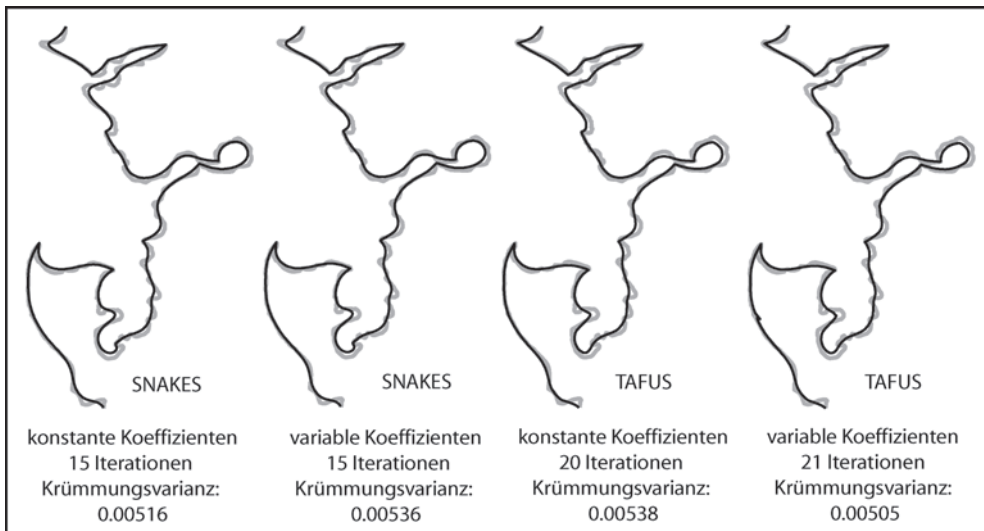 SNAKES
konstante Koeffizienten
15 Iterationen
Krümmungsvarianz:
0.00516
SNAKES
variable Koeffizienten
15 Iterationen
Krümmungsvarianz:
0.00536
TAFUS
konstante Koeffizienten
20 Iterationen
Krümmungsvarianz:
0.00538
TAFUS
variable Koeffizienten
21 Iterationen
Krümmungsvarianz:
0.00505